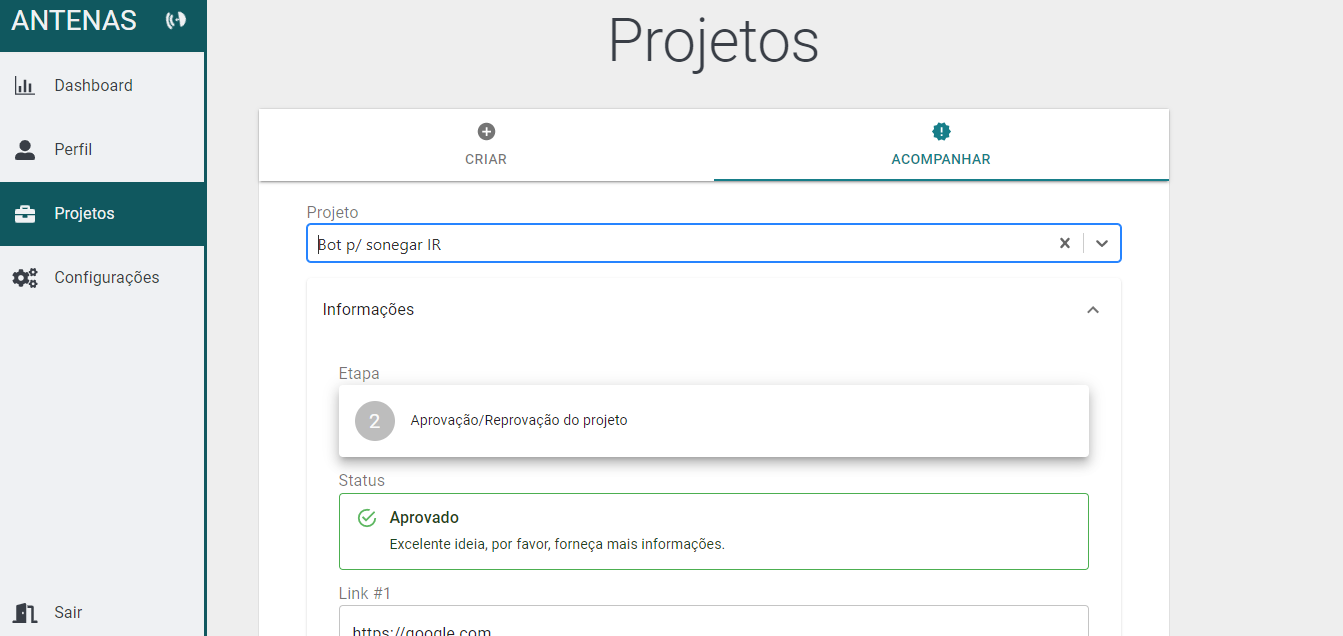 ANTENAS
Dashboard
Perfil
Projetos
Configurações
Sair
Projetos
CRIAR
ACOMPANHAR
Projeto
Bot p/ sonegar IR
Informações
Etapa
2
Aprovação/Reprovação do projeto
Status
Aprovado
Excelente ideia, por favor, forneça mais informações.
Link #1
https://google.com